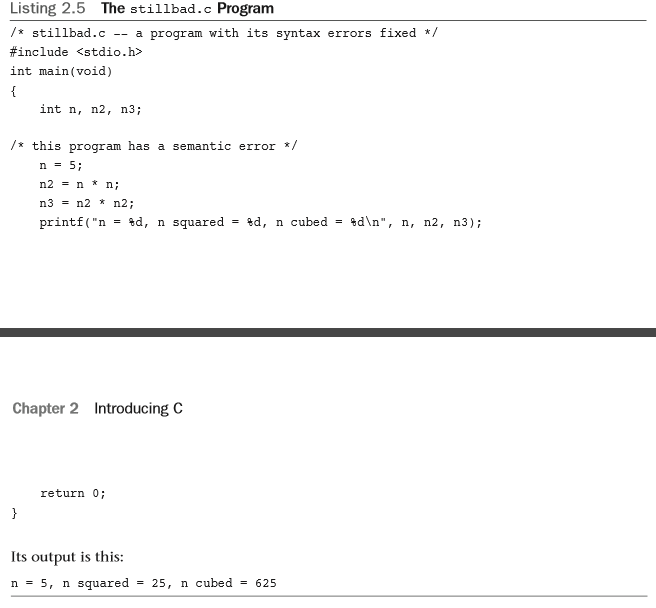 Listing 2.5 The stillbad.c Program
/* stillbad.c -- a program with its syntax errors fixed */
#include <stdio.h>
int main(void)
{
    int n, n2, n3;

/* this program has a semantic error */
    n = 5;
    n2 = n * n;
    n3 = n2 * n2;
    printf("n = %d, n squared = %d, n cubed = %d\n", n, n2, n3);
Chapter 2 Introducing C
    return 0;
}
Its output is this:
n = 5, n squared = 25, n cubed = 625